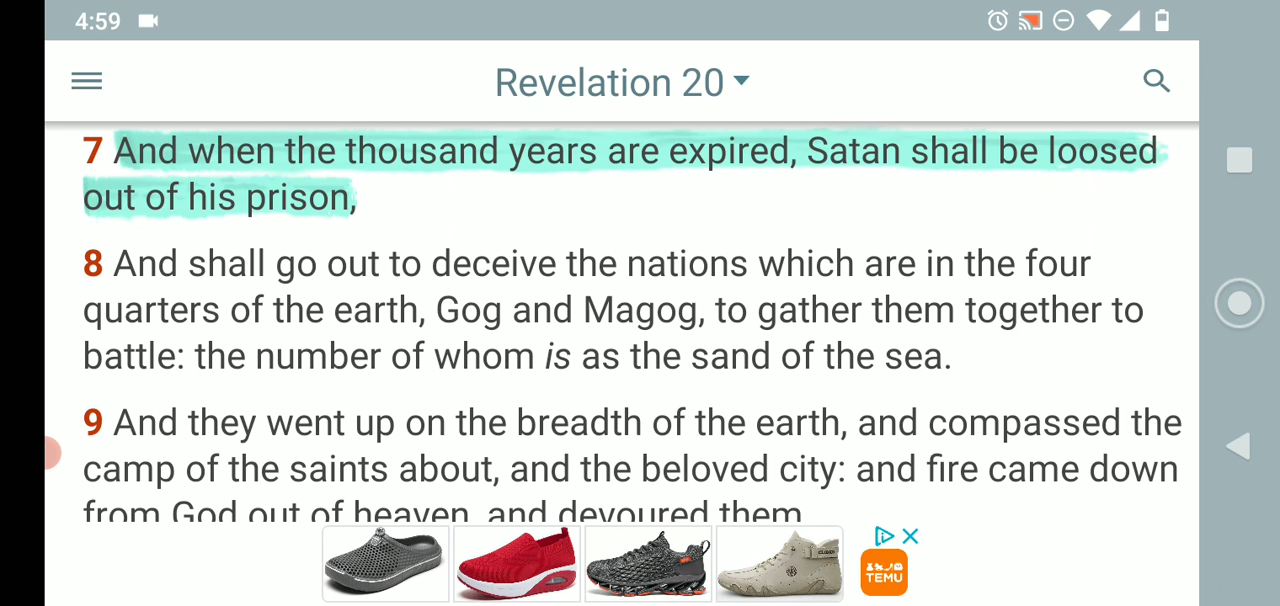 4:59
Revelation 20
7 And when the thousand years are expired, Satan shall be loosed
out of his prison,
8 And shall go out to deceive the nations which are in the four
quarters of the earth, Gog and Magog, to gather them together to
battle: the number of whom is as the sand of the sea.
9 And they went up on the breadth of the earth, and compassed the
camp of the saints about, and the beloved city: and fire came down
from God out of heaven, and devoured them
TEMU